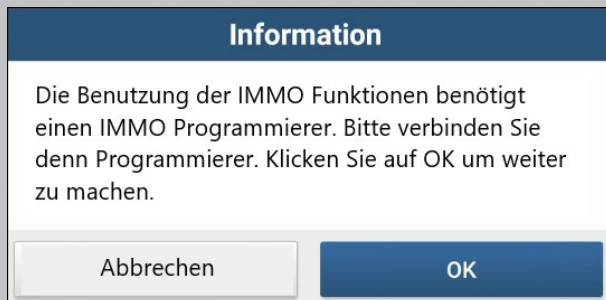 Information
Die Benutzung der IMMO Funktionen benötigt
einen IMMO Programmierer. Bitte verbinden Sie
denn Programmierer. Klicken Sie auf OK um weiter
zu machen.
Abbrechen
OK